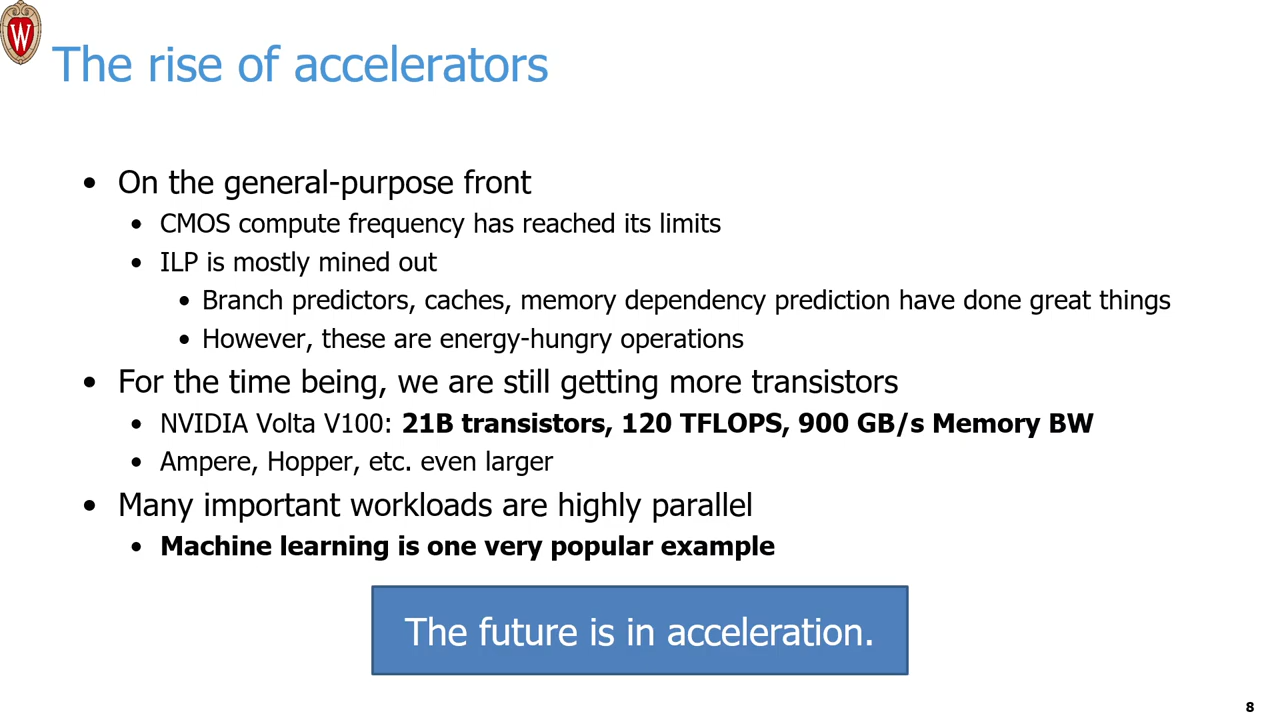 W
The rise of accelerators
• On the general-purpose front
• CMOS compute frequency has reached its limits
• ILP is mostly mined out
• Branch predictors, caches, memory dependency prediction have done great things
• However, these are energy-hungry operations
• For the time being, we are still getting more transistors
• NVIDIA Volta V100: 21B transistors, 120 TFLOPS, 900 GB/s Memory BW
• Ampere, Hopper, etc. even larger
• Many important workloads are highly parallel
• Machine learning is one very popular example
The future is in acceleration.
8